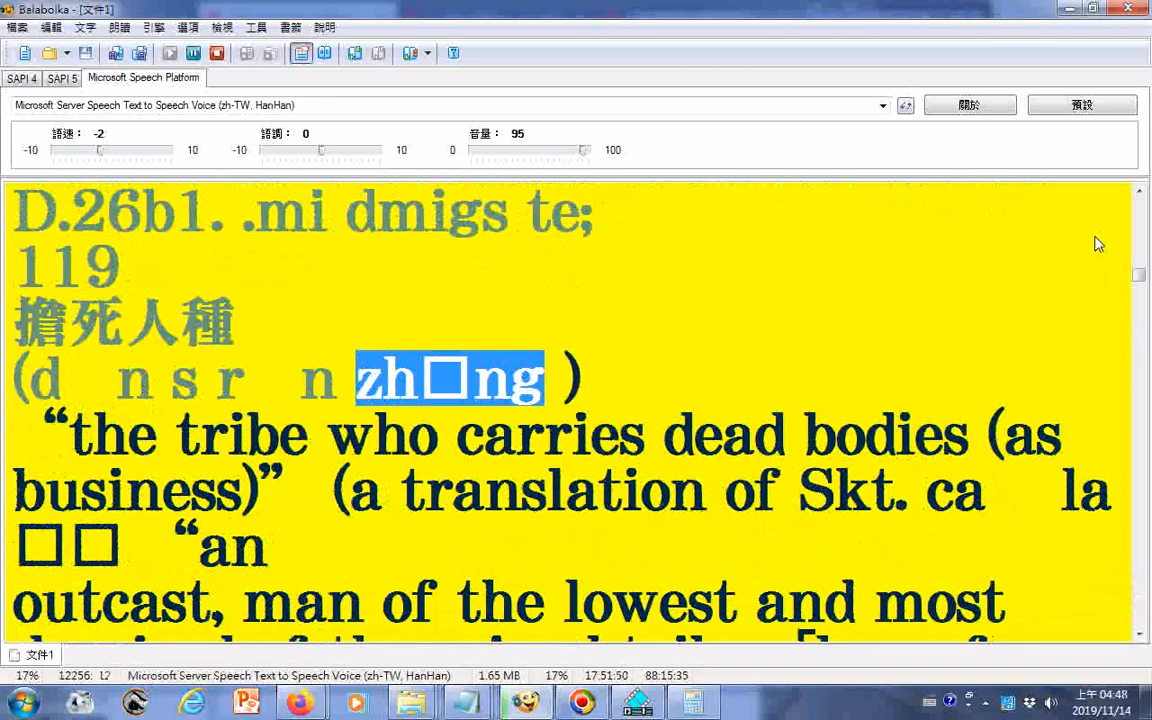 Balabolka - [文件1]
檔案 編輯 文字 朗讀 引擎 選項 檢視 工具 書籤 說明
SAPI 4 SAPI 5 Microsoft Speech Platform
Microsoft Server Speech Text to Speech Voice (zh-TW, HanHan) 關於 預設
語速： -2 語調： 0 音量： 95
-10 10 -10 10 0 100
D.26b1. .mi dmigs te;
119
擔死人種
(d n s r n zh□ng )
“the tribe who carries dead bodies (as
business)” (a translation of Skt. ca la
□□ “an
outcast, man of the lowest and most
文件1
17% 12256: 12 Microsoft Server Speech Text to Speech Voice (zh-TW, HanHan) 1.65 MB 17% 17:51:50 88:15:35
上午 04:48
2019/11/14